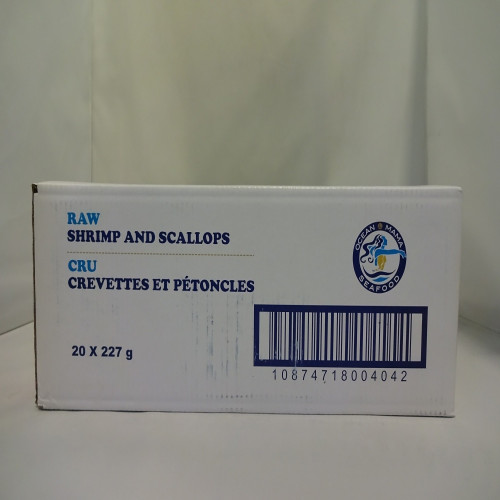 RAW
SHRIMP AND SCALLOPS
CRU
CREVETTES ET PÉTONCLES
20 X 227 g
OCEAN MAMA
SEAFOOD
10874718004042